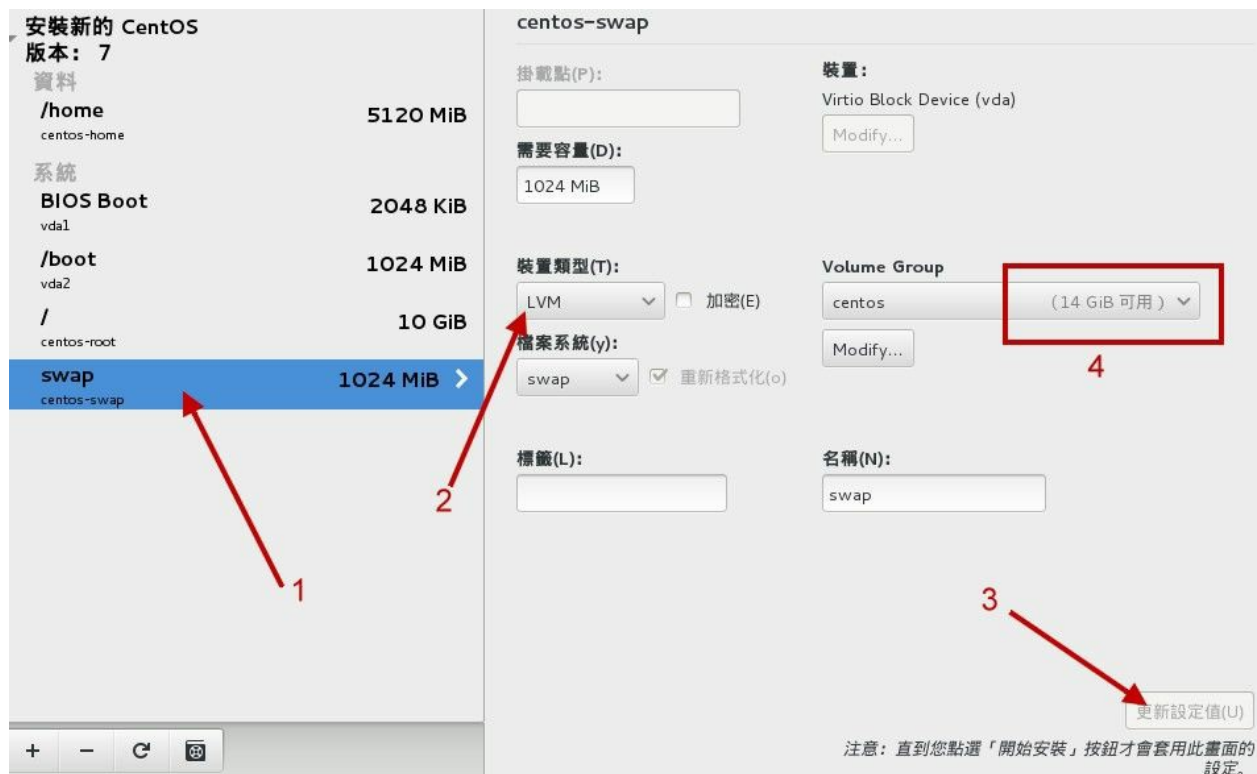 安裝新的 CentOS
版本: 7
資料
/home
5120 MiB
centos-home
系統
BIOS Boot
2048 KiB
vda1
/boot
1024 MiB
vda2
/
10 GiB
centos-root
swap
1024 MiB
centos-swap
1
2
centos-swap
掛載點(P):
裝置:
Virtio Block Device (vda)
Modify...
需要容量(D):
1024 MiB
裝置類型(T):
Volume Group
LVM
加密(E)
centos
(14 GiB 可用)
檔案系統(y):
Modify...
4
swap
重新格式化(o)
標籤(L):
名稱(N):
swap
3
更新設定值(U)
注意: 直到您點選「開始安裝」按鈕才會套用此畫面的
設定。